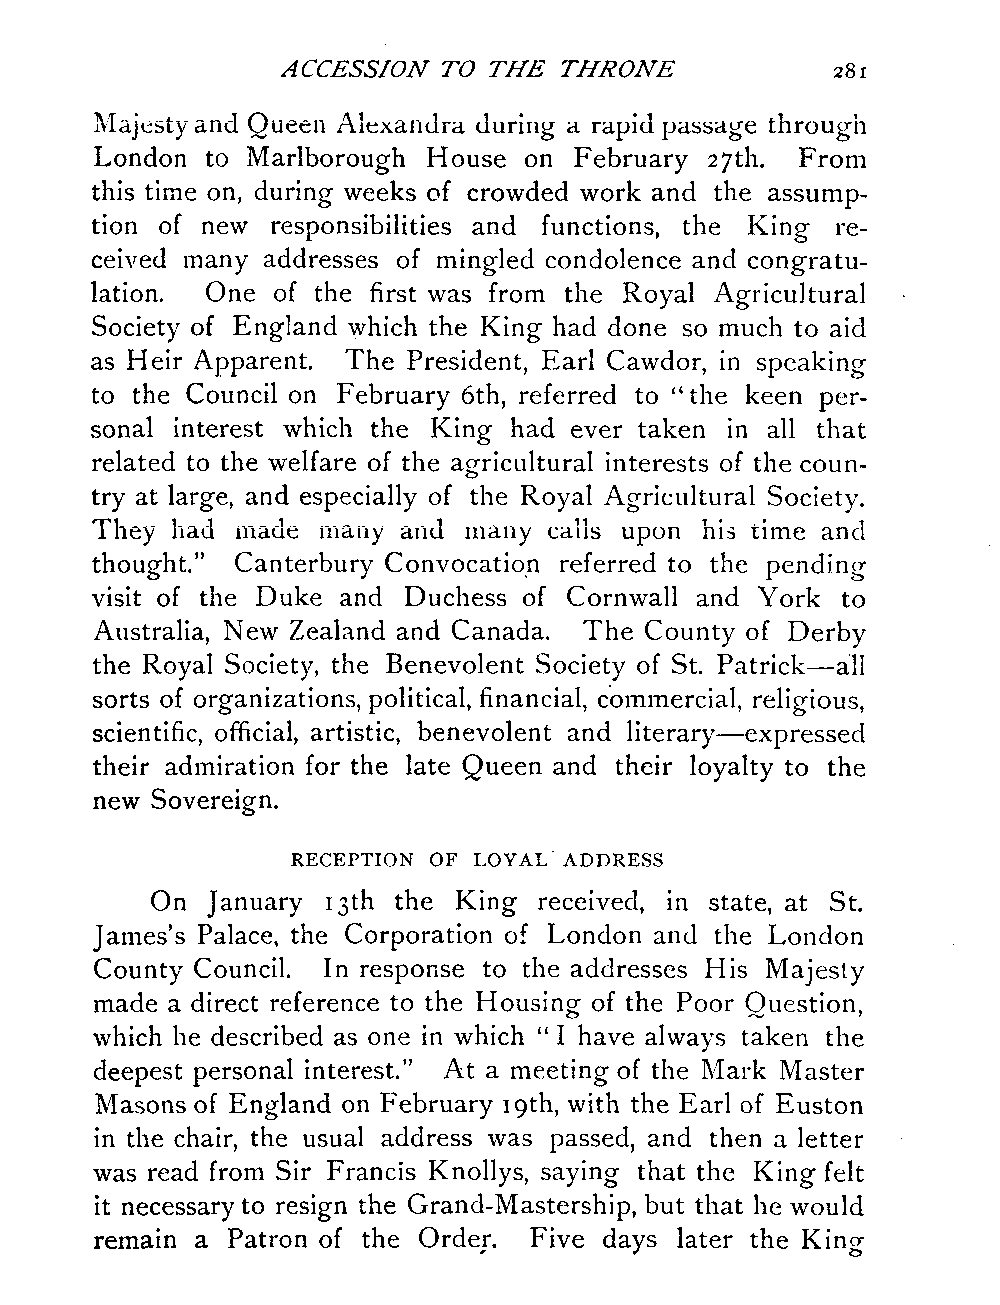 ACCESSION TO THE THRONE 281
Majesty and Queen Alexandra during a rapid passage through
London to Marlborough House on February 27th. From
this time on, during weeks of crowded work and the assump-
tion of new responsibilities and functions, the King re-
ceived many addresses of mingled condolence and congratu-
lation. One of the first was from the Royal Agricultural
Society of England which the King had done so much to aid
as Heir Apparent. The President, Earl Cawdor, in speaking
to the Council on February 6th, referred to "the keen per-
sonal interest which the King had ever taken in all that
related to the welfare of the agricultural interests of the coun-
try at large, and especially of the Royal Agricultural Society.
They had made many and many calls upon his time and
thought." Canterbury Convocation referred to the pending
visit of the Duke and Duchess of Cornwall and York to
Australia, New Zealand and Canada. The County of Derby
the Royal Society, the Benevolent Society of St. Patrick—all
sorts of organizations, political, financial, commercial, religious,
scientific, official, artistic, benevolent and literary—expressed
their admiration for the late Queen and their loyalty to the
new Sovereign.
RECEPTION OF LOYAL ADDRESS
On January 13th the King received, in state, at St.
James's Palace, the Corporation of London and the London
County Council. In response to the addresses His Majesty
made a direct reference to the Housing of the Poor Question,
which he described as one in which "I have always taken the
deepest personal interest." At a meeting of the Mark Master
Masons of England on February 19th, with the Earl of Euston
in the chair, the usual address was passed, and then a letter
was read from Sir Francis Knollys, saying that the King felt
it necessary to resign the Grand-Mastership, but that he would
remain a Patron of the Order. Five days later the King